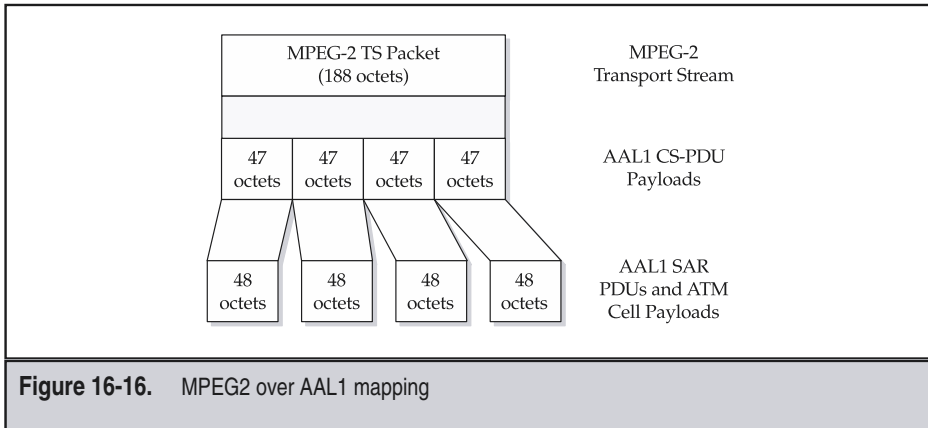 MPEG-2 TS Packet
(188 octets)
MPEG-2
Transport Stream
47
octets
47
octets
47
octets
47
octets
AAL1 CS-PDU
Payloads
48
octets
48
octets
48
octets
48
octets
AAL1 SAR
PDUs and ATM
Cell Payloads
Figure 16-16. MPEG2 over AAL1 mapping